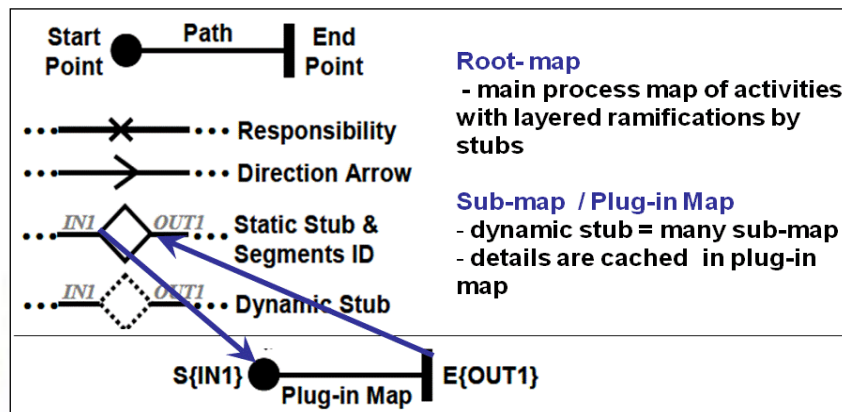 Start Point
Path
End Point
••• Responsibility
••• Direction Arrow
IN1 OUT1
••• Static Stub & Segments ID
IN1 OUT1
••• Dynamic Stub
S{IN1}
Plug-in Map
E{OUT1}
Root- map
- main process map of activities
with layered ramifications by
stubs
Sub-map / Plug-in Map
- dynamic stub = many sub-map
- details are cached in plug-in
map